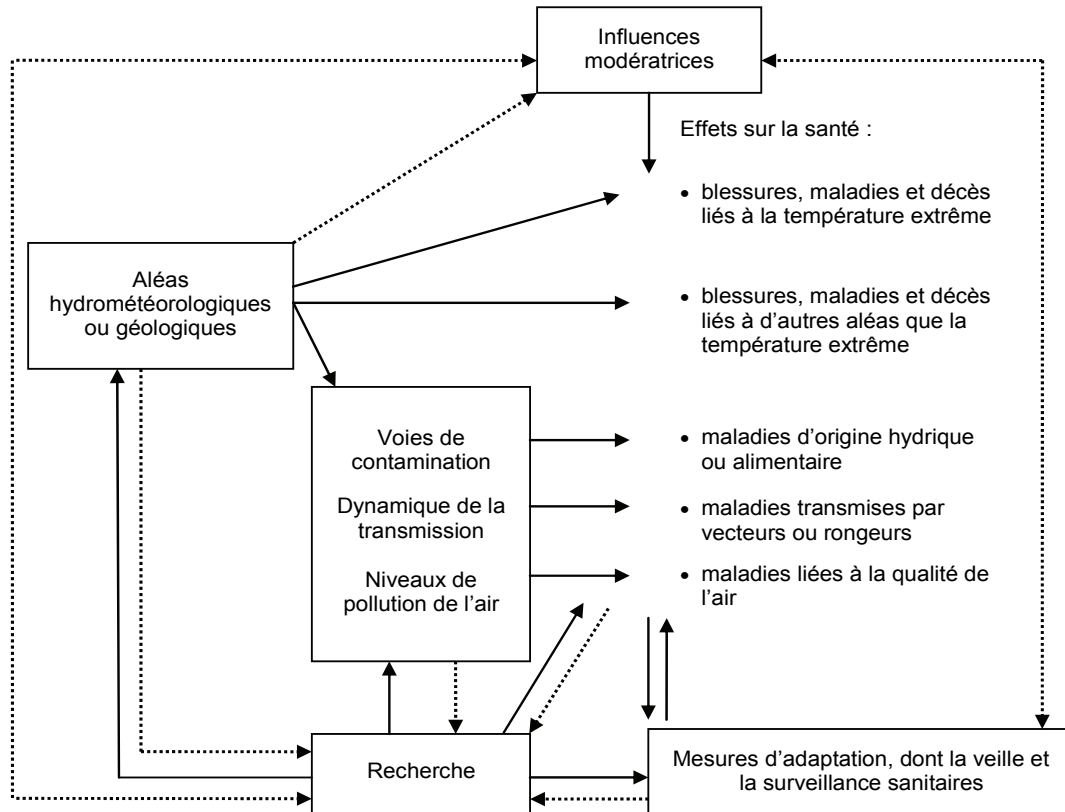 Influences
modératrices
Effets sur la santé :
• blessures, maladies et décès
liés à la température extrême
Aléas
hydrométéorologiques
ou géologiques
• blessures, maladies et décès
liés à d'autres aléas que la
température extrême
Voies de
contamination
• maladies d'origine hydrique
ou alimentaire
Dynamique de la
transmission
• maladies transmises par
vecteurs ou rongeurs
Niveaux de
pollution de l'air
• maladies liées à la qualité de
l'air
Recherche
Mesures d'adaptation, dont la veille et
la surveillance sanitaires